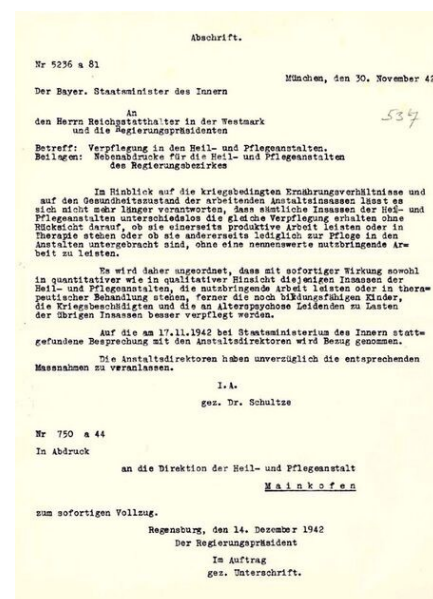 Abschrift.
Nr 5236 a 81
München, den 30. November 42
Der Bayer. Staatsminister des Innern
537
An
den Herrn Reichsstatthalter in der Westmark
und die Regierungspräsidenten
Betreff: Verpflegung in den Heil- und Pflegeanstalten.
Beilagen: Nebenabdrucke für die Heil- und Pflegeanstalten
des Regierungsbezirkes
Im Hinblick auf die kriegsbedingten Ernährungsverhältnisse und
auf den Gesundheitszustand der arbeitenden Anstaltsinsassen lässt es
sich nicht mehr länger verantworten, dass sämtliche Insassen der Heil- und
Pflegeanstalten unterschiedslos die gleiche Verpflegung erhalten ohne
Rücksicht darauf, ob sie einerseits produktive Arbeit leisten oder in
Therapie stehen oder ob sie andererseits lediglich zur Pflege in den
Anstalten untergebracht sind, ohne eine nennenswerte nutzbringende Ar-
beit zu leisten.
Es wird daher angeordnet, dass mit sofortiger Wirkung sowohl
in quantitativer wie in qualitativer Hinsicht diejenigen Insassen der
Heil- und Pflegeanstalten, die nutzbringende Arbeit leisten oder in thera=
peutischer Behandlung stehen, ferner die noch bildungsfähigen Kinder,
die Kriegsbeschädigten und die an Alterspsychose Leidenden zu Lasten
der übrigen Insassen besser verpflegt werden.
Auf die am 17.11.1942 bei Staatsministerium des Innern statt=
gefundene Besprechung mit den Anstaltsdirektoren wird Bezug genommen.
Die Anstaltsdirektoren haben unverzüglich die entsprechenden
Massnahmen zu veranlassen.
I.A.
gez. Dr. Schultze
Nr 750 a 44
In Abdruck
an die Direktion der Heil- und Pflegeanstalt
Mainkofen
zum sofortigen Vollzug.
Regensburg, den 14. Dezember 1942
Der Regierungspräsident
Im Auftrag
gez. Unterschrift.